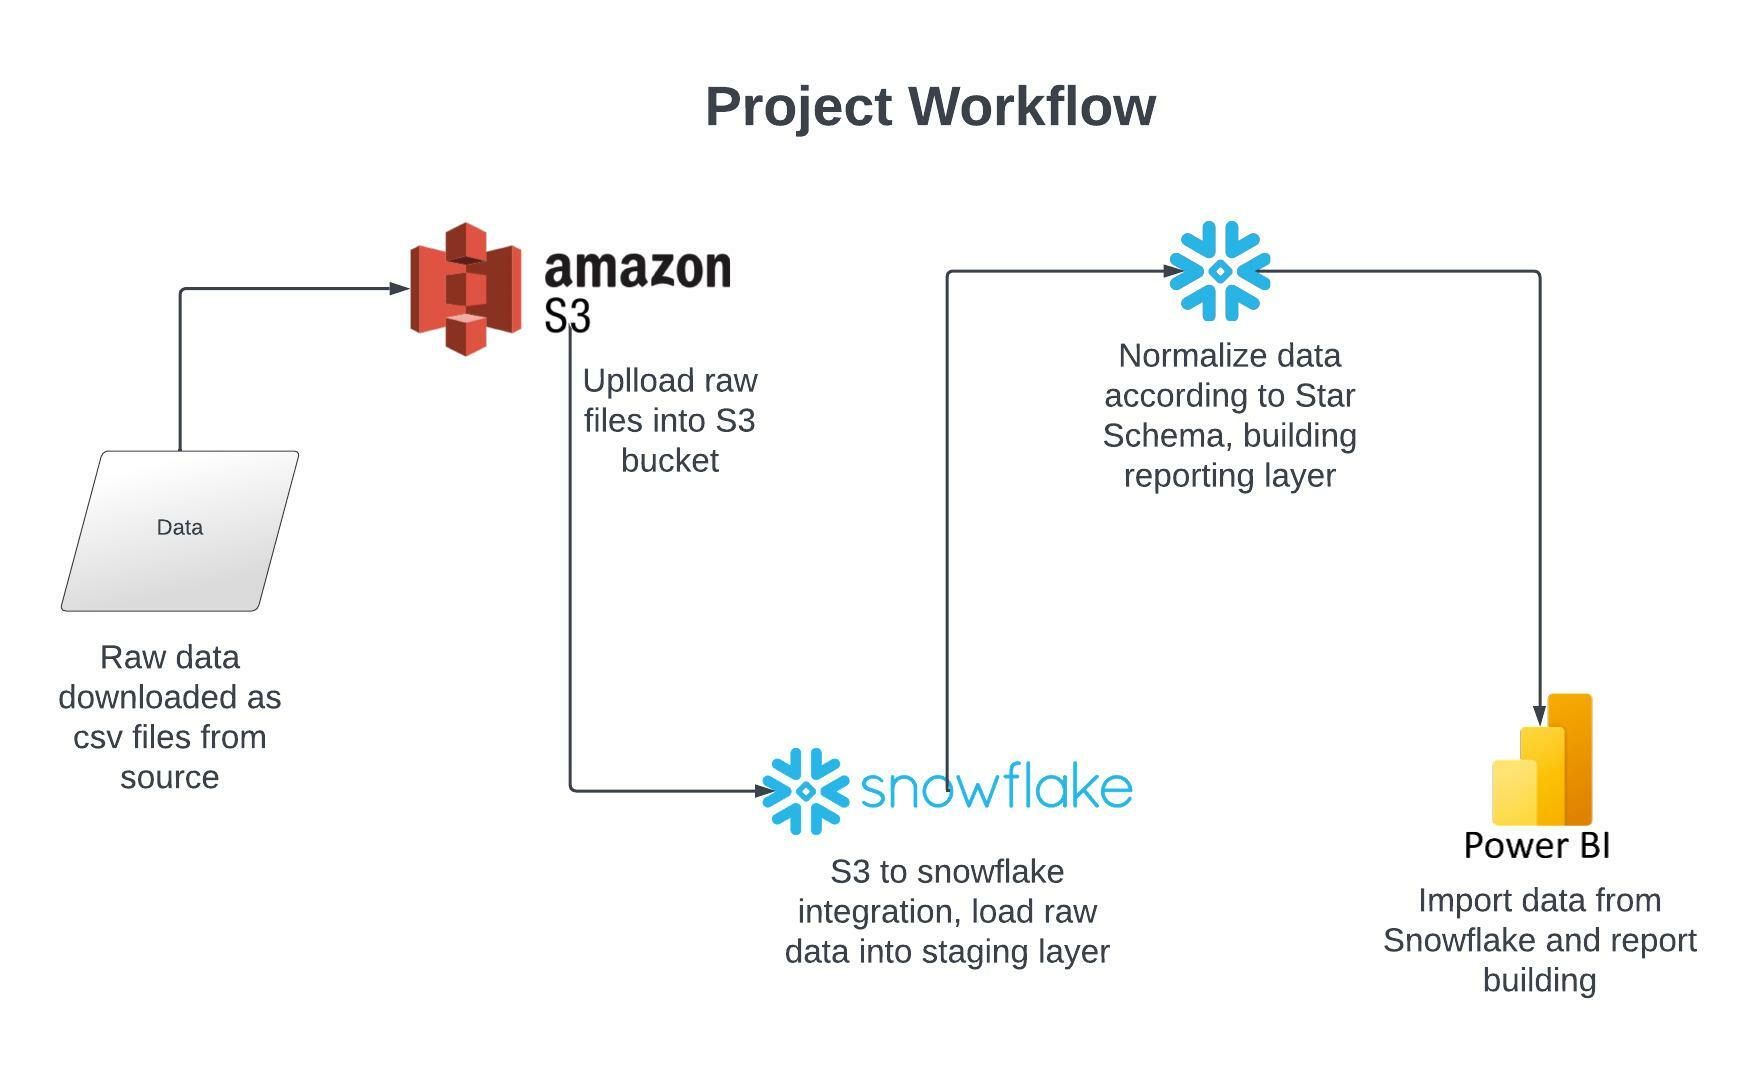 Project Workflow
amazon
S3
Uplload raw
files into S3
bucket
Data
Raw data
downloaded as
csv files from
source
snowflake
S3 to snowflake
integration, load raw
data into staging layer
Normalize data
according to Star
Schema, building
reporting layer
Power BI
Import data from
Snowflake and report
building